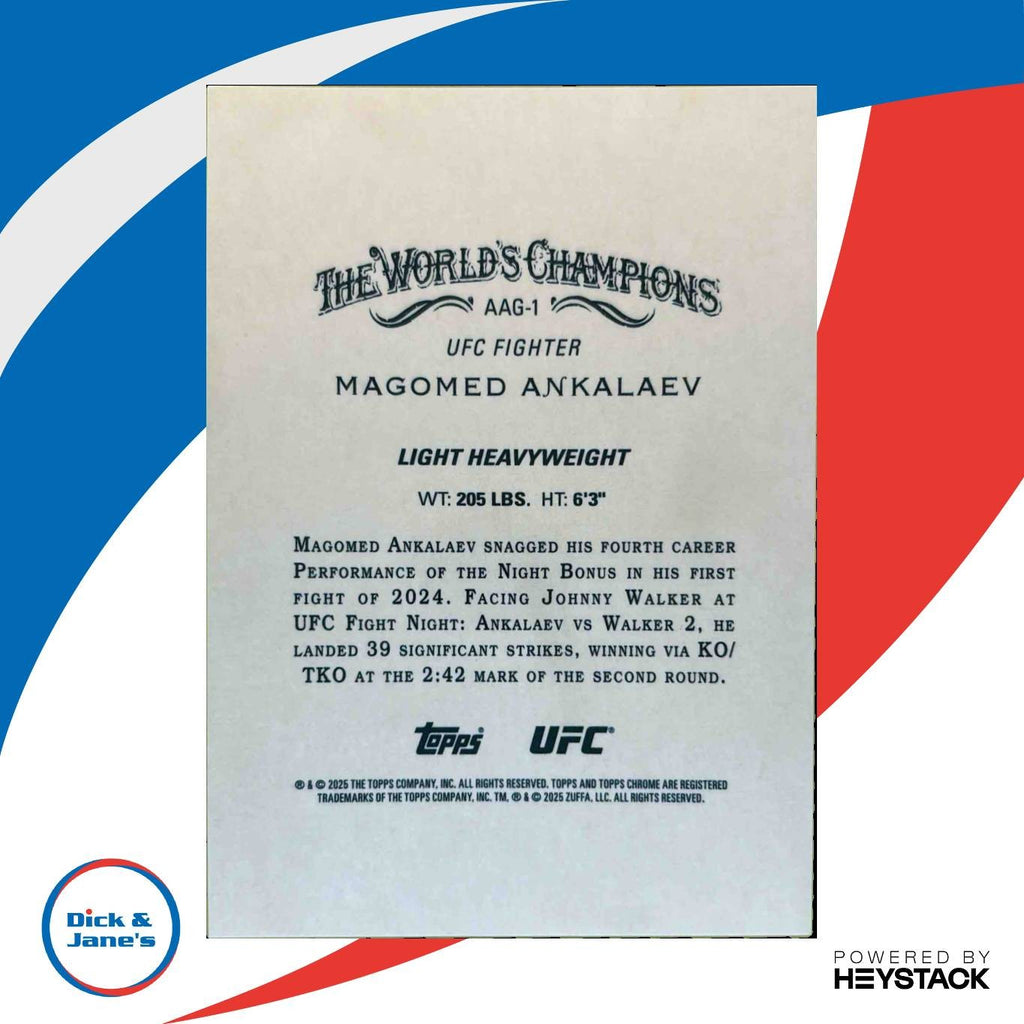 THE WORLD'S CHAMPIONS
AAG-1
UFC FIGHTER
MAGOMED ANKALAEV
LIGHT HEAVYWEIGHT
WT: 205 LBS. HT: 6'3"
MAGOMED ANKALAEV SNAGGED HIS FOURTH CAREER
PERFORMANCE OF THE NIGHT BONUS IN HIS FIRST
FIGHT OF 2024. FACING JOHNNY WALKER AT
UFC FIGHT NIGHT: ANKALAEV VS WALKER 2, HE
LANDED 39 SIGNIFICANT STRIKES, WINNING VIA KO/
TKO AT THE 2:42 MARK OF THE SECOND ROUND.
Topps® UFC®
® & © 2025 THE TOPPS COMPANY, INC. ALL RIGHTS RESERVED. TOPPS AND TOPPS CHROME ARE REGISTERED
TRADEMARKS OF THE TOPPS COMPANY, INC. TM, ® & © 2025 ZUFFA, LLC. ALL RIGHTS RESERVED.
Dick &
Jane's
POWERED BY
HEYSTACK